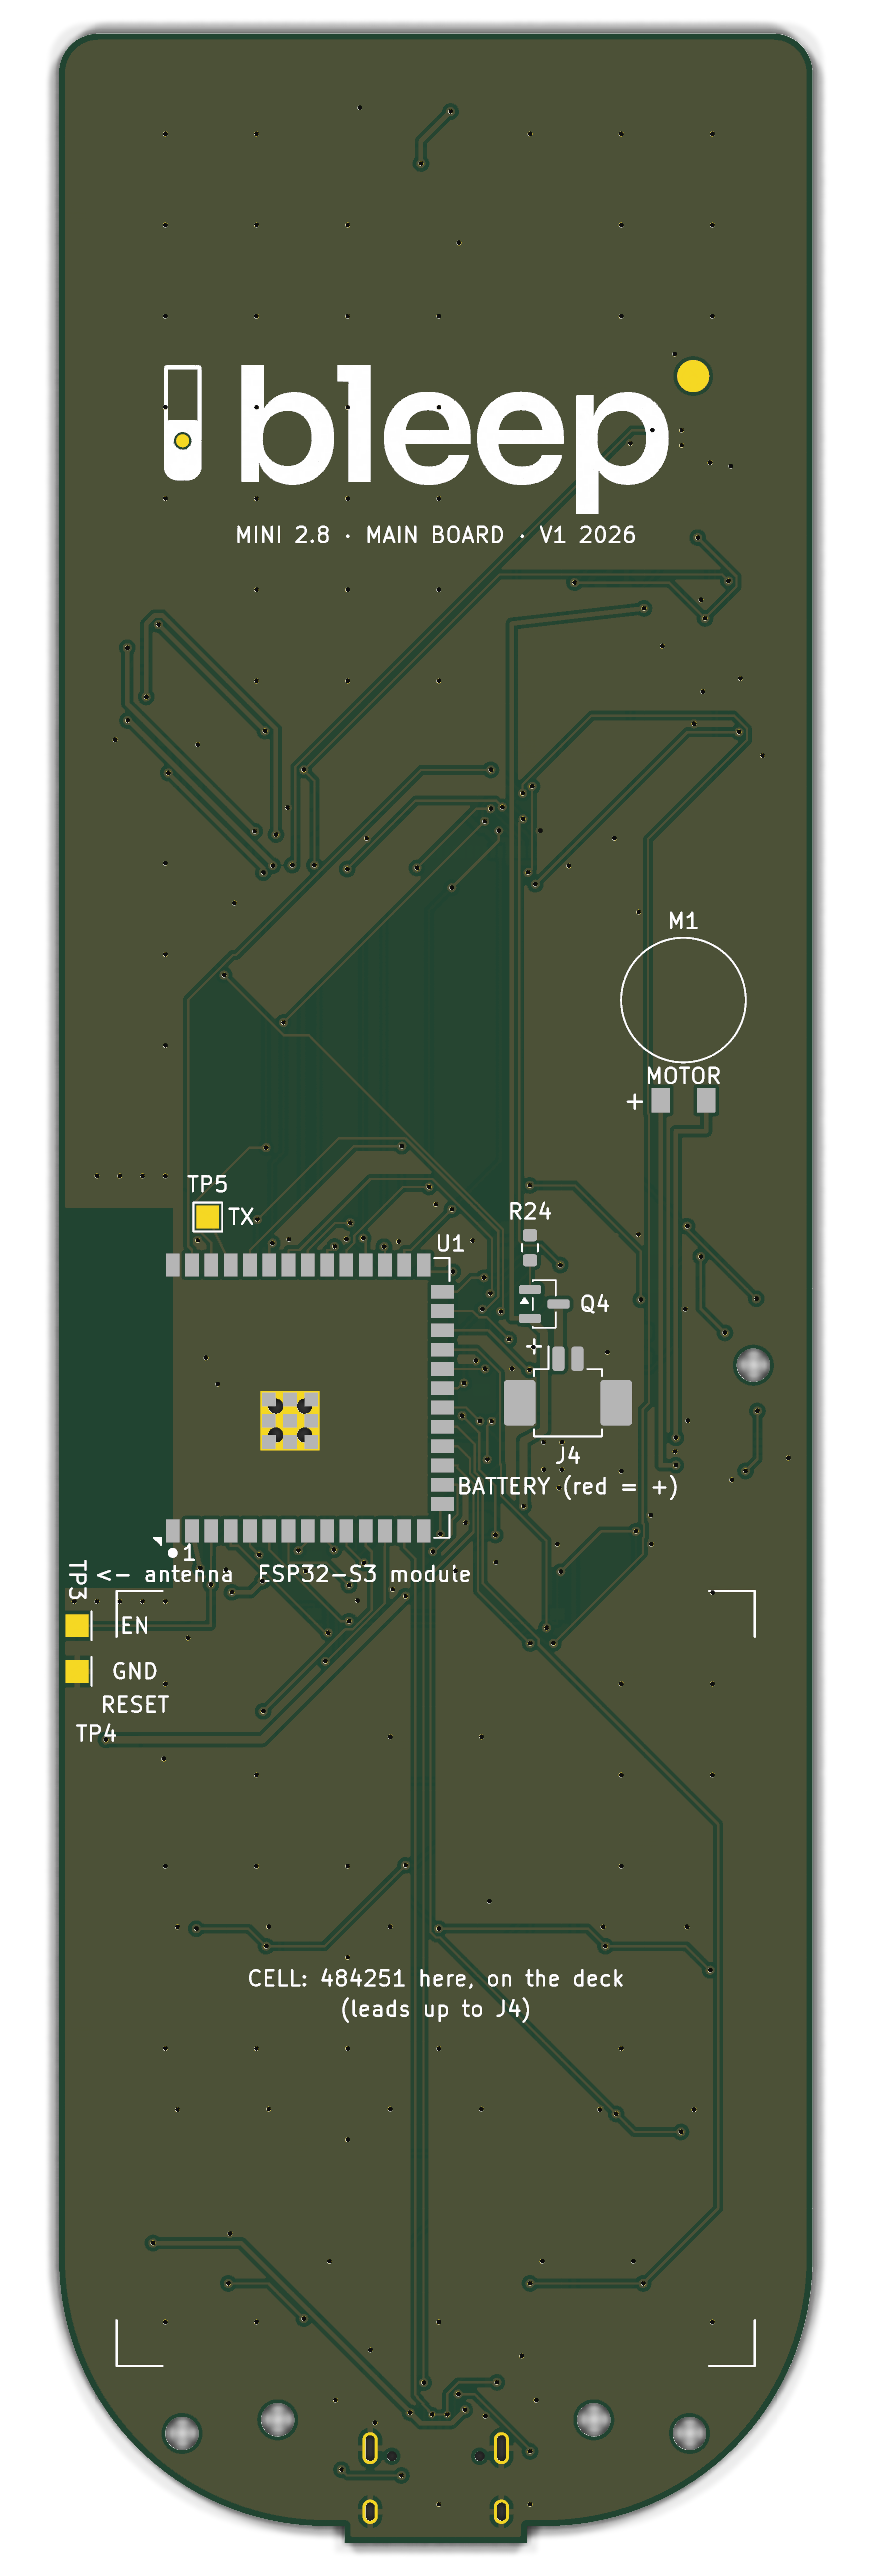 bleep
MINI 2.8 · MAIN BOARD · V1 2026
M1
MOTOR
+
TP5
TX
R24
U1
Q4
J4
BATTERY (red = +)
1
TP3
<- antenna
ESP32-S3 module
EN
GND
RESET
TP4
CELL: 484251 here, on the deck
(leads up to J4)